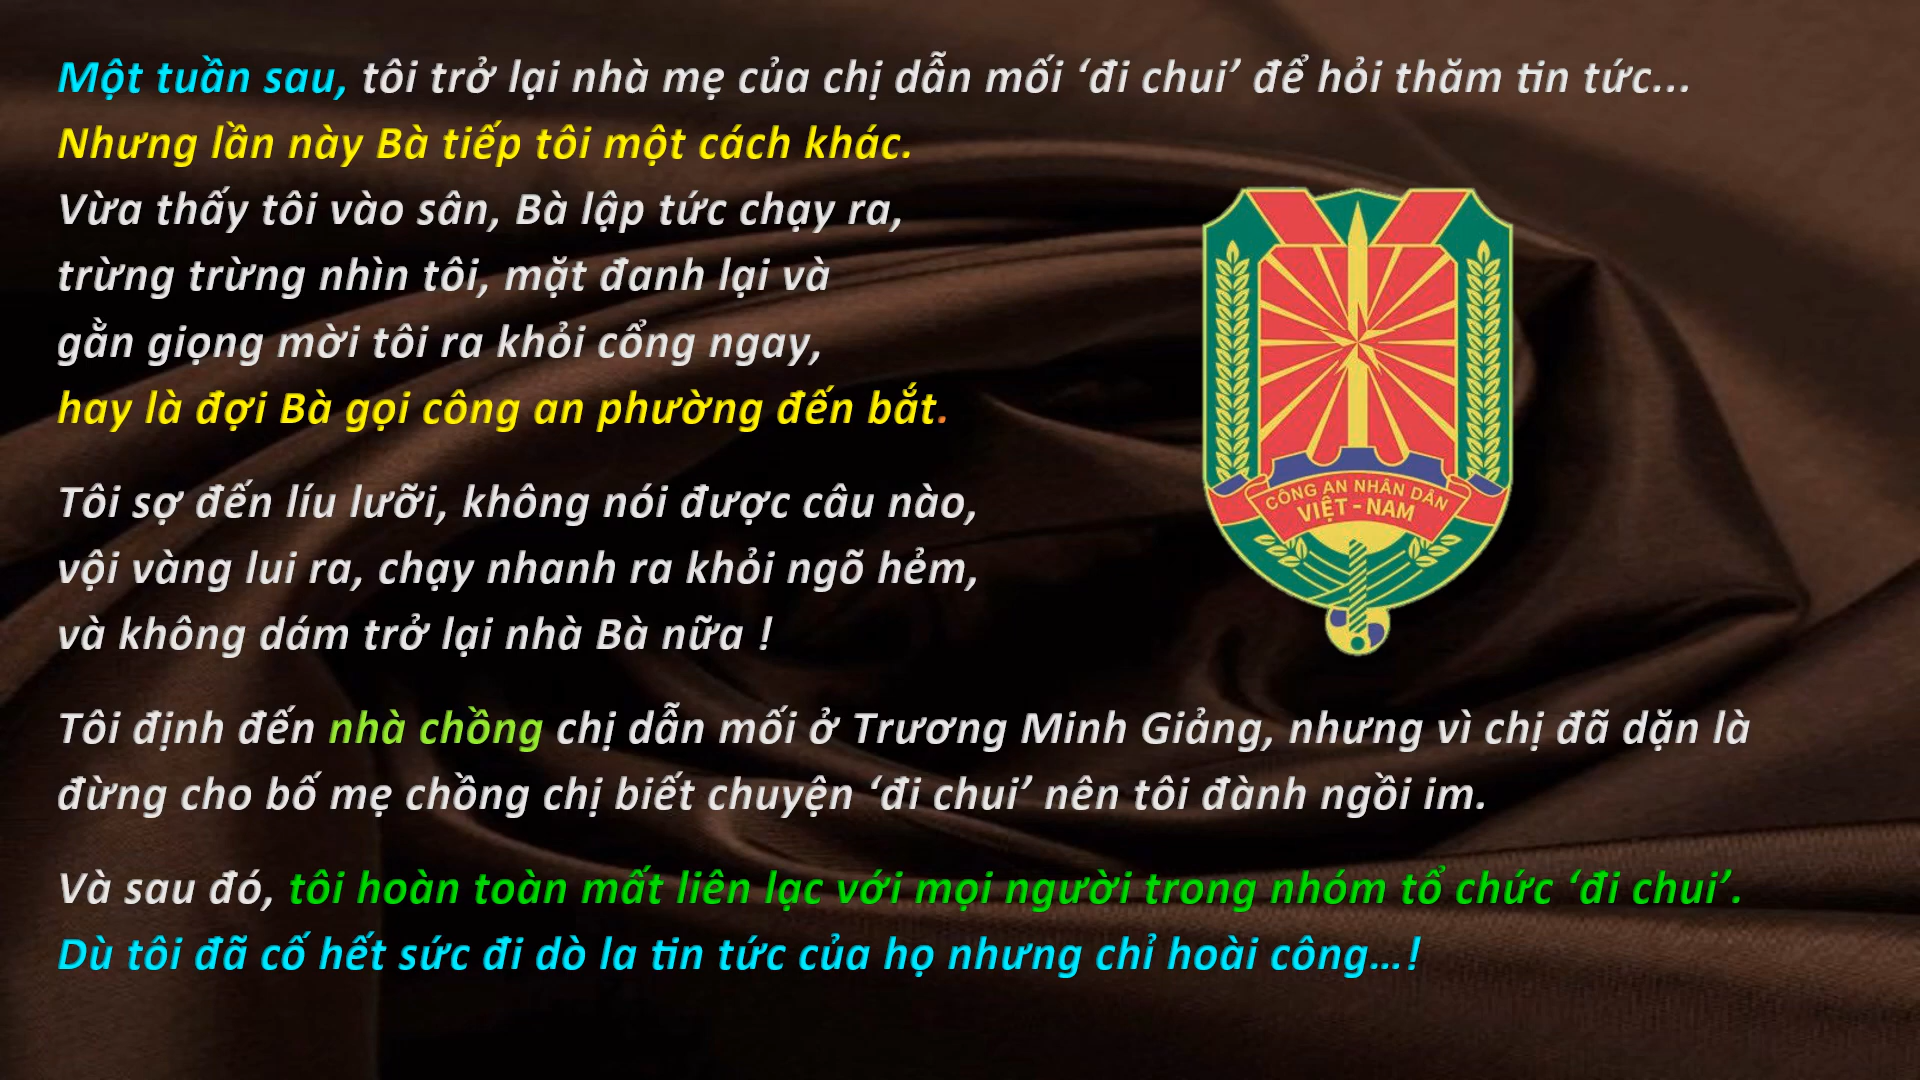 Một tuần sau, tôi trở lại nhà mẹ của chị dẫn mối ‘đi chui’ để hỏi thăm tin tức...
Nhưng lần này Bà tiếp tôi một cách khác.
Vừa thấy tôi vào sân, Bà lập tức chạy ra,
trừng trừng nhìn tôi, mặt đanh lại và
gằn giọng mời tôi ra khỏi cổng ngay,
hay là đợi Bà gọi công an phường đến bắt.
CÔNG AN NHÂN DÂN
VIỆT - NAM
Tôi sợ đến líu lưỡi, không nói được câu nào,
vội vàng lui ra, chạy nhanh ra khỏi ngõ hẻm,
và không dám trở lại nhà Bà nữa !
Tôi định đến nhà chồng chị dẫn mối ở Trương Minh Giảng, nhưng vì chị đã dặn là
đừng cho bố mẹ chồng chị biết chuyện ‘đi chui’ nên tôi đành ngồi im.
Và sau đó, tôi hoàn toàn mất liên lạc với mọi người trong nhóm tổ chức ‘đi chui’.
Dù tôi đã cố hết sức đi dò la tin tức của họ nhưng chỉ hoài công...!